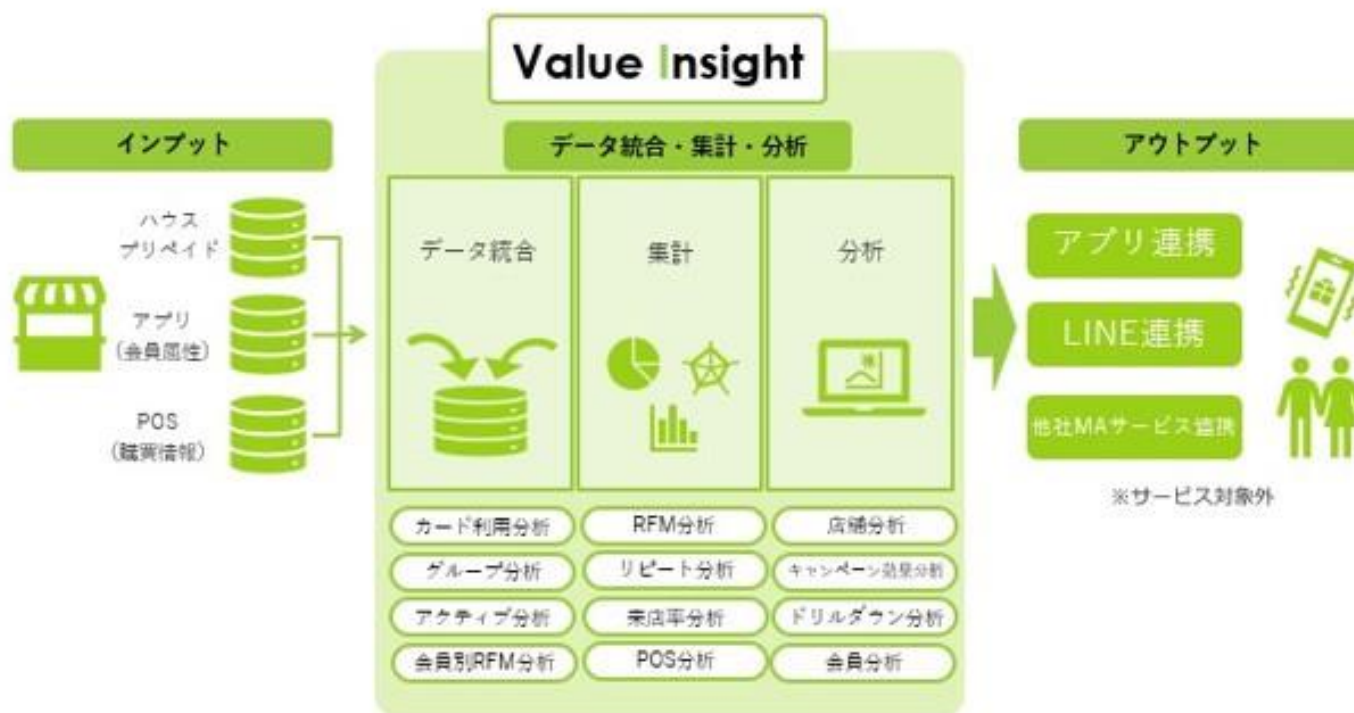 Value Insight
インプット
データ統合・集計・分析
アウトプット
ハウス
プリペイド
アプリ
(会員属性)
POS
(購買情報)
データ統合
集計
分析
アプリ連携
LINE連携
他社MAサービス連携
※サービス対象外
カード利用分析
RFM分析
店舗分析
グループ分析
リピート分析
キャンペーン効果分析
アクティブ分析
来店率分析
ドリルダウン分析
会員別RFM分析
POS分析
会員分析